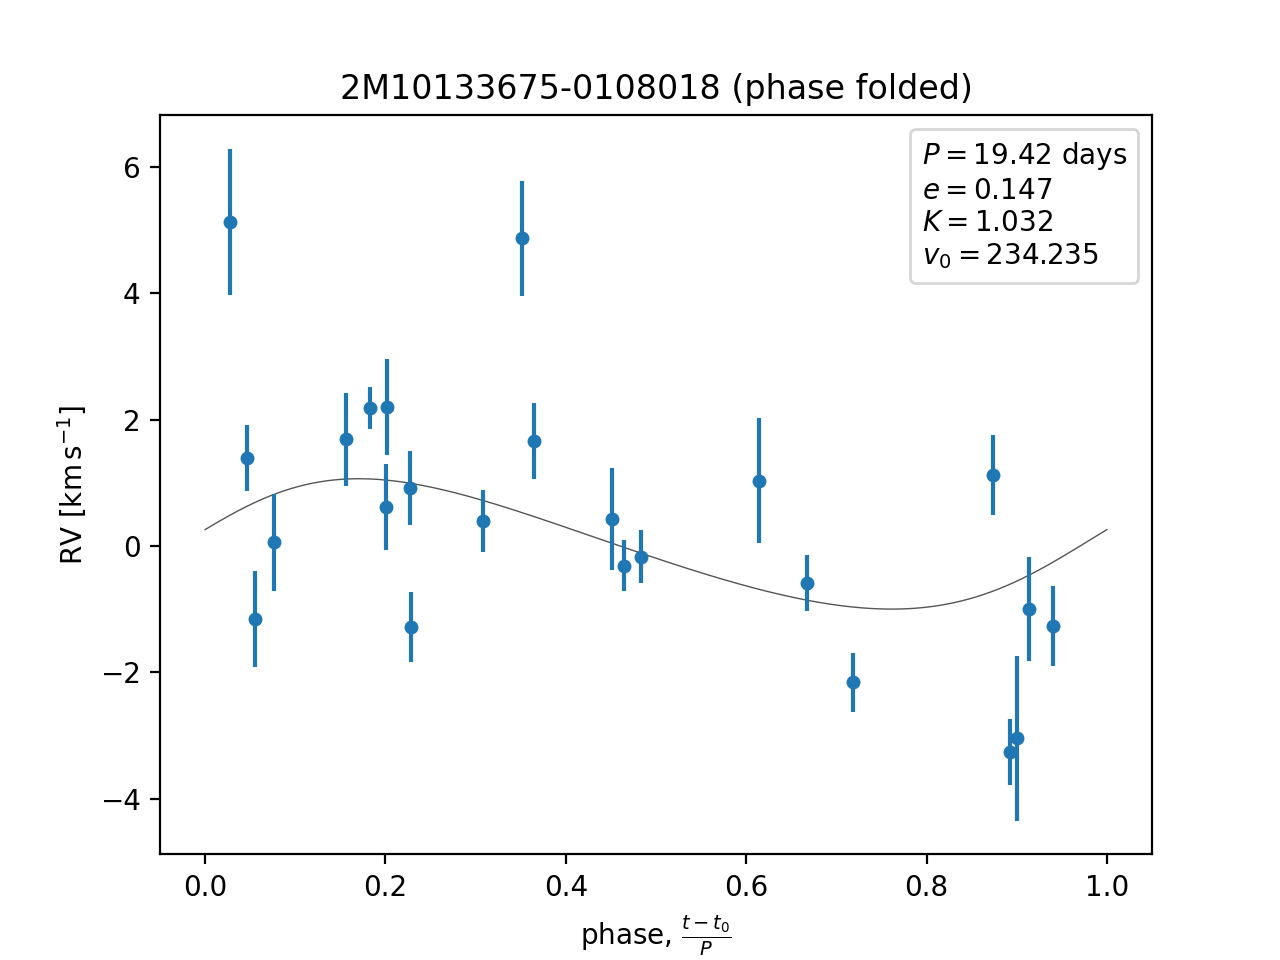 2M10133675-0108018 (phase folded)
P = 19.42 days
e = 0.147
K = 1.032
v₀ = 234.235
RV [km s⁻¹]
6
4
2
0
−2
−4
0.0 0.2 0.4 0.6 0.8 1.0
phase, (t − t₀)/P